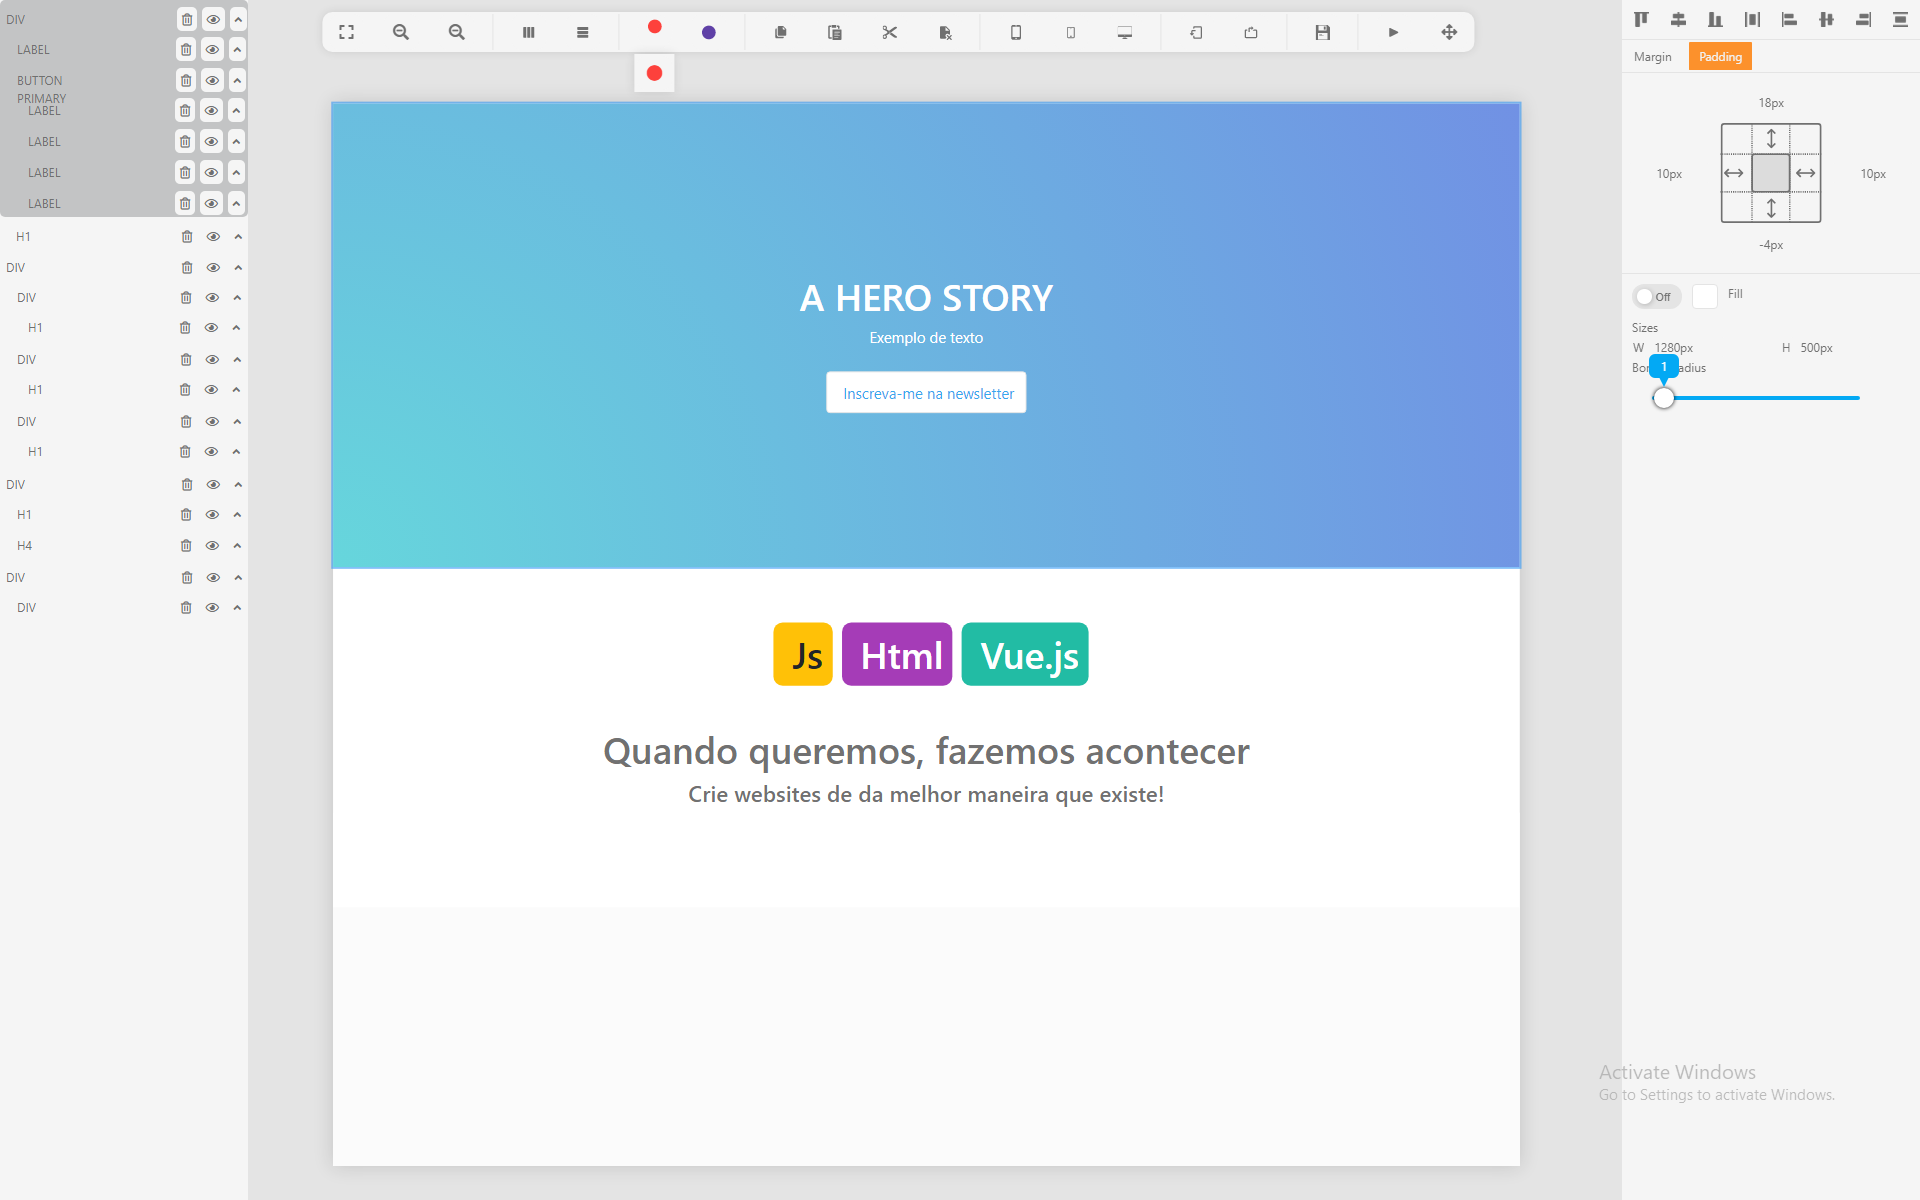 DIV
LABEL
BUTTON
PRIMARY
LABEL
LABEL
LABEL
LABEL
H1
DIV
DIV
H1
DIV
H1
DIV
H1
DIV
H1
H4
DIV
DIV
A HERO STORY
Exemplo de texto
Inscreva-me na newsletter
Js Html Vue.js
Quando queremos, fazemos acontecer
Crie websites de da melhor maneira que existe!
Margin Padding
18px
10px 10px
-4px
Off Fill
Sizes
W 1280px H 500px
1
Activate Windows
Go to Settings to activate Windows.